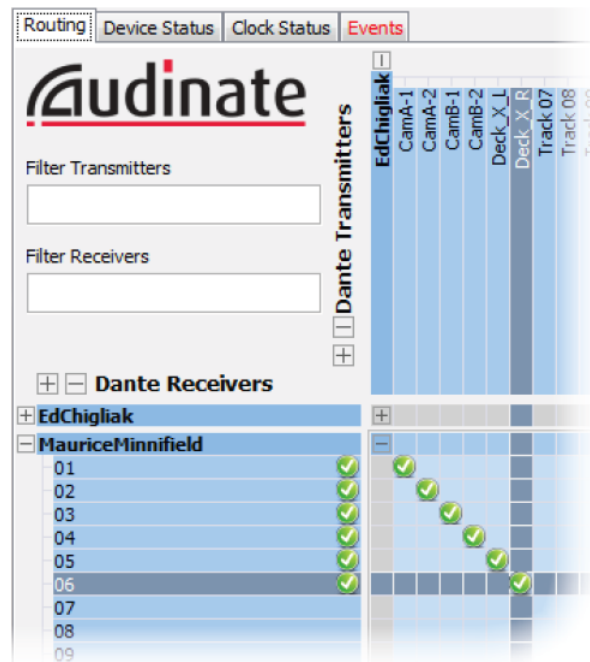 Routing
Device Status
Clock Status
Events
Audinate
Filter Transmitters
Filter Receivers
Dante Transmitters
EdChigliak
CamA-1
CamA-2
CamB-1
CamB-2
Deck_X_L
Deck_X_R
Track 07
Track 08
Dante Receivers
EdChigliak
MauriceMinnifield
01
02
03
04
05
06
07
08
09